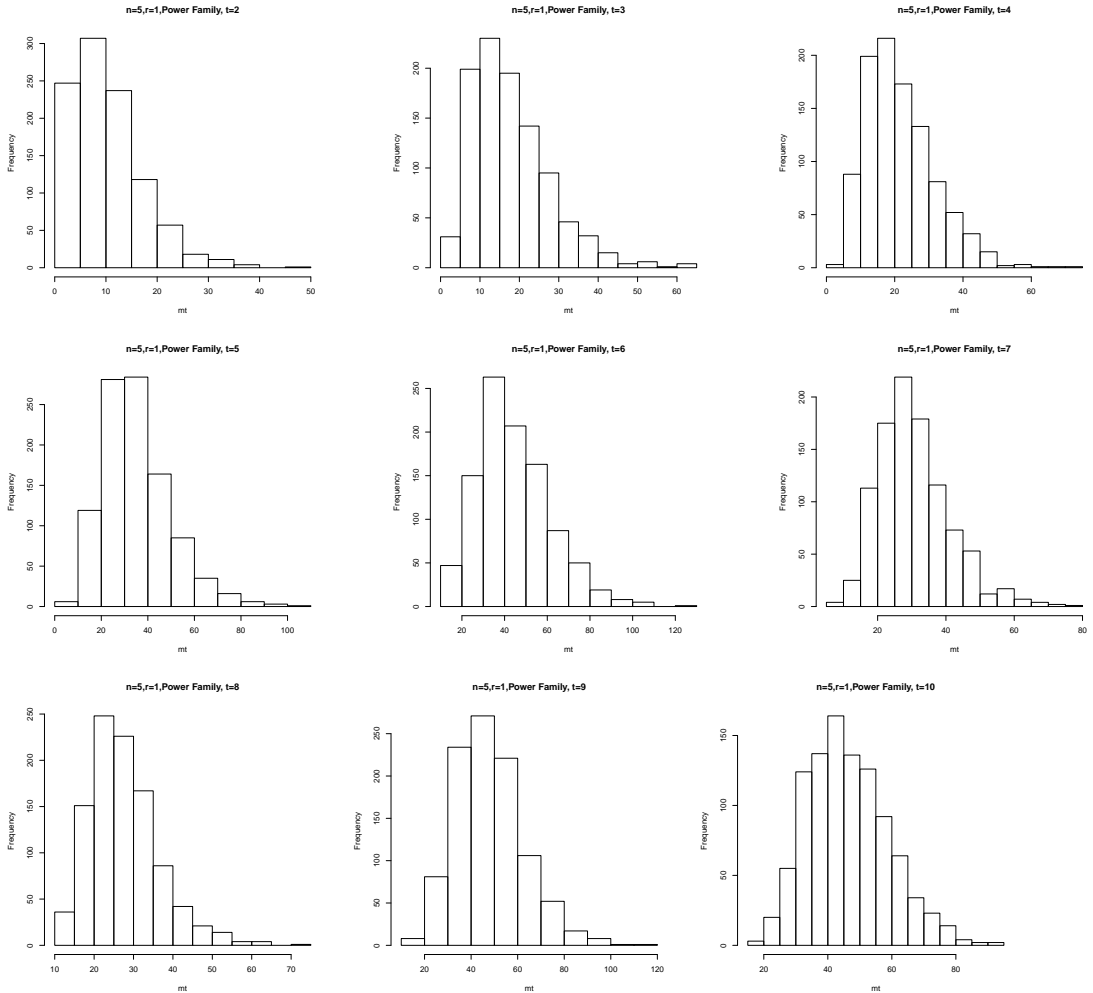 n=5,r=1,Power Family, t=2
Frequency
0 50 100 150 200 250 300
0 10 20 30 40 50
mt
n=5,r=1,Power Family, t=3
Frequency
0 50 100 150 200
0 10 20 30 40 50 60
mt
n=5,r=1,Power Family, t=4
Frequency
0 50 100 150 200
0 20 40 60
mt
n=5,r=1,Power Family, t=5
Frequency
0 50 100 150 200 250
0 20 40 60 80 100
mt
n=5,r=1,Power Family, t=6
Frequency
0 50 100 150 200 250
20 40 60 80 100 120
mt
n=5,r=1,Power Family, t=7
Frequency
0 50 100 150 200
20 40 60 80
mt
n=5,r=1,Power Family, t=8
Frequency
0 50 100 150 200 250
10 20 30 40 50 60 70
mt
n=5,r=1,Power Family, t=9
Frequency
0 50 100 150 200 250
20 40 60 80 100 120
mt
n=5,r=1,Power Family, t=10
Frequency
0 50 100 150
20 40 60 80
mt